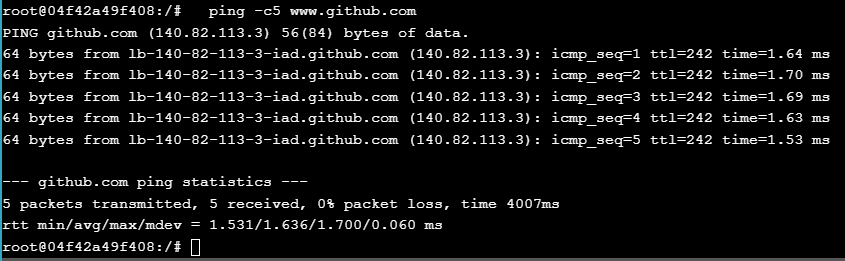 root@04f42a49f408:/#   ping -c5 www.github.com
PING github.com (140.82.113.3) 56(84) bytes of data.
64 bytes from lb-140-82-113-3-iad.github.com (140.82.113.3): icmp_seq=1 ttl=242 time=1.64 ms
64 bytes from lb-140-82-113-3-iad.github.com (140.82.113.3): icmp_seq=2 ttl=242 time=1.70 ms
64 bytes from lb-140-82-113-3-iad.github.com (140.82.113.3): icmp_seq=3 ttl=242 time=1.69 ms
64 bytes from lb-140-82-113-3-iad.github.com (140.82.113.3): icmp_seq=4 ttl=242 time=1.63 ms
64 bytes from lb-140-82-113-3-iad.github.com (140.82.113.3): icmp_seq=5 ttl=242 time=1.53 ms
--- github.com ping statistics ---
5 packets transmitted, 5 received, 0% packet loss, time 4007ms
rtt min/avg/max/mdev = 1.531/1.636/1.700/0.060 ms
root@04f42a49f408:/#